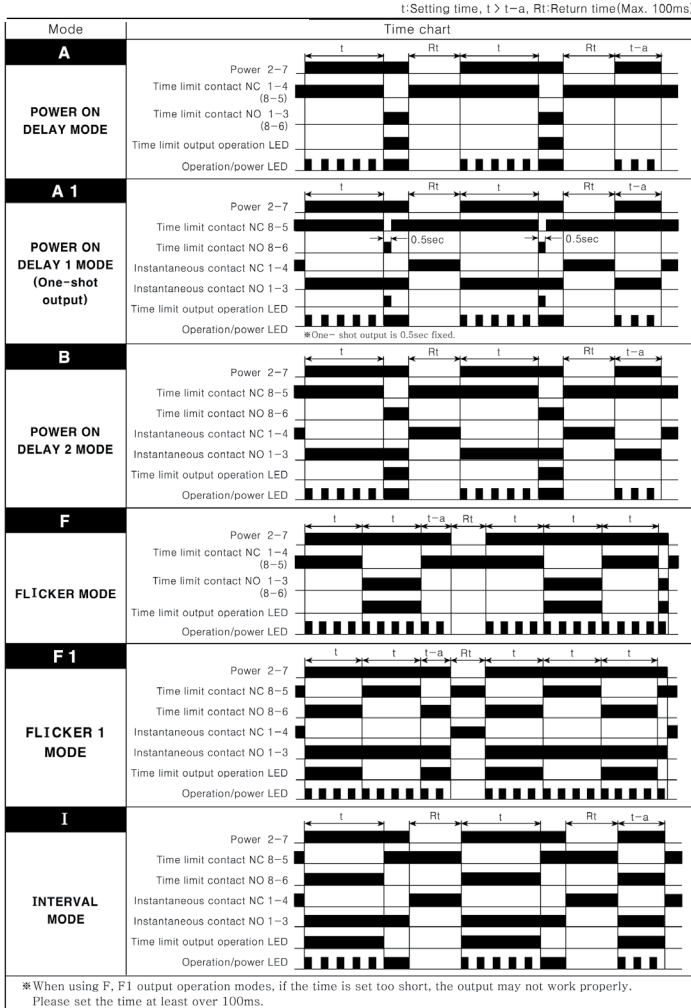 t:Setting time, t > t-a, Rt:Return time(Max. 100ms)
Mode Time chart
A
POWER ON
DELAY MODE
t Rt t Rt t-a
Power 2-7
Time limit contact NC 1-4
(8-5)
Time limit contact NO 1-3
(8-6)
Time limit output operation LED
Operation/power LED
A 1
POWER ON
DELAY 1 MODE
(One-shot
output)
t Rt t Rt t-a
Power 2-7
Time limit contact NC 8-5
0.5sec 0.5sec
Time limit contact NO 8-6
Instantaneous contact NC 1-4
Instantaneous contact NO 1-3
Time limit output operation LED
Operation/power LED
※One- shot output is 0.5sec fixed.
B
POWER ON
DELAY 2 MODE
t Rt t Rt t-a
Power 2-7
Time limit contact NC 8-5
Time limit contact NO 8-6
Instantaneous contact NC 1-4
Instantaneous contact NO 1-3
Time limit output operation LED
Operation/power LED
F
FLICKER MODE
t t t-a Rt t t t
Power 2-7
Time limit contact NC 1-4
(8-5)
Time limit contact NO 1-3
(8-6)
Time limit output operation LED
Operation/power LED
F 1
FLICKER 1
MODE
t t t-a Rt t t t
Power 2-7
Time limit contact NC 8-5
Time limit contact NO 8-6
Instantaneous contact NC 1-4
Instantaneous contact NO 1-3
Time limit output operation LED
Operation/power LED
I
INTERVAL
MODE
t Rt t Rt t-a
Power 2-7
Time limit contact NC 8-5
Time limit contact NO 8-6
Instantaneous contact NC 1-4
Instantaneous contact NO 1-3
Time limit output operation LED
Operation/power LED
※When using F, F1 output operation modes, if the time is set too short, the output may not work properly.
Please set the time at least over 100ms.